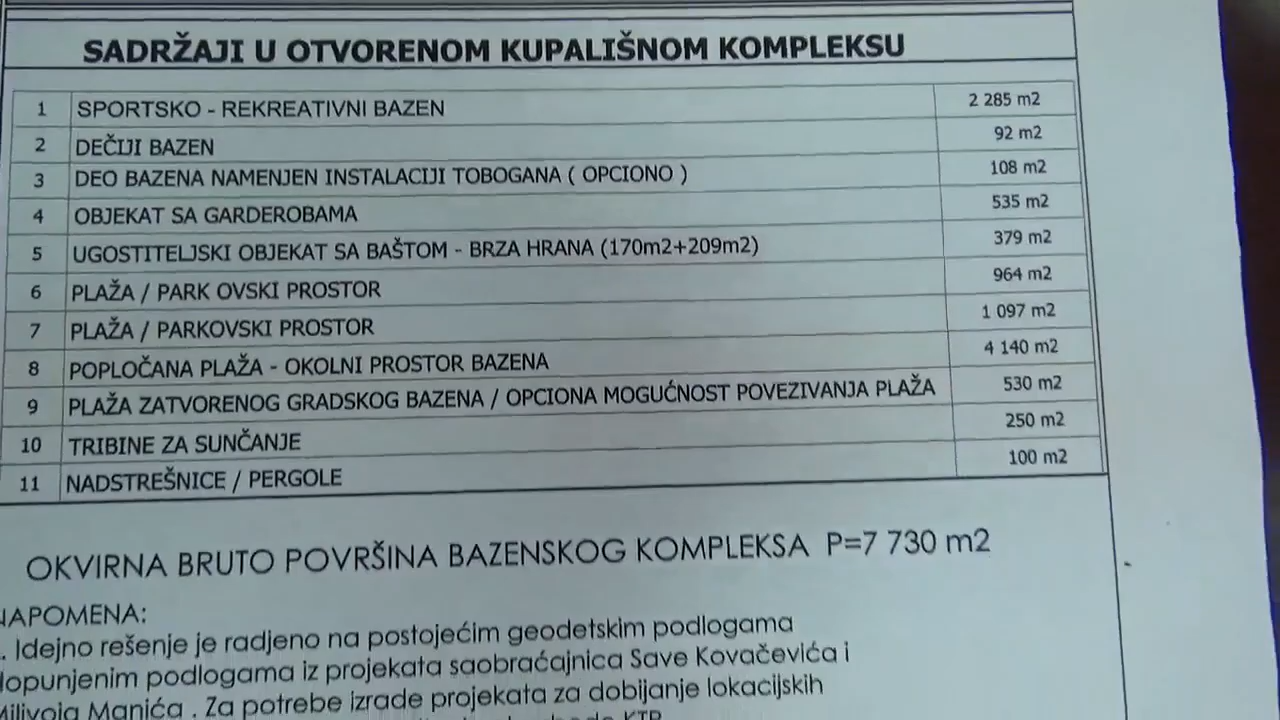 SADRŽAJI U OTVORENOM KUPALIŠNOM KOMPLEKSU
1 SPORTSKO - REKREATIVNI BAZEN 2 285 m2
2 DEČIJI BAZEN 92 m2
3 DEO BAZENA NAMENJEN INSTALACIJI TOBOGANA ( OPCIONO ) 108 m2
4 OBJEKAT SA GARDEROBAMA 535 m2
5 UGOSTITELJSKI OBJEKAT SA BAŠTOM - BRZA HRANA (170m2+209m2) 379 m2
6 PLAŽA / PARK OVSKI PROSTOR 964 m2
7 PLAŽA / PARKOVSKI PROSTOR 1 097 m2
8 POPLOČANA PLAŽA - OKOLNI PROSTOR BAZENA 4 140 m2
9 PLAŽA ZATVORENOG GRADSKOG BAZENA / OPCIONA MOGUĆNOST POVEZIVANJA PLAŽA 530 m2
10 TRIBINE ZA SUNČANJE 250 m2
11 NADSTREŠNICE / PERGOLE 100 m2
OKVIRNA BRUTO POVRŠINA BAZENSKOG KOMPLEKSA P=7 730 m2
NAPOMENA:
. Idejno rešenje je radjeno na postojećim geodetskim podlogama
dopunjenim podlogama iz projekata saobraćajnica Save Kovačevića i
Milivoja Manića . Za potrebe izrade projekata za dobijanje lokacijskih